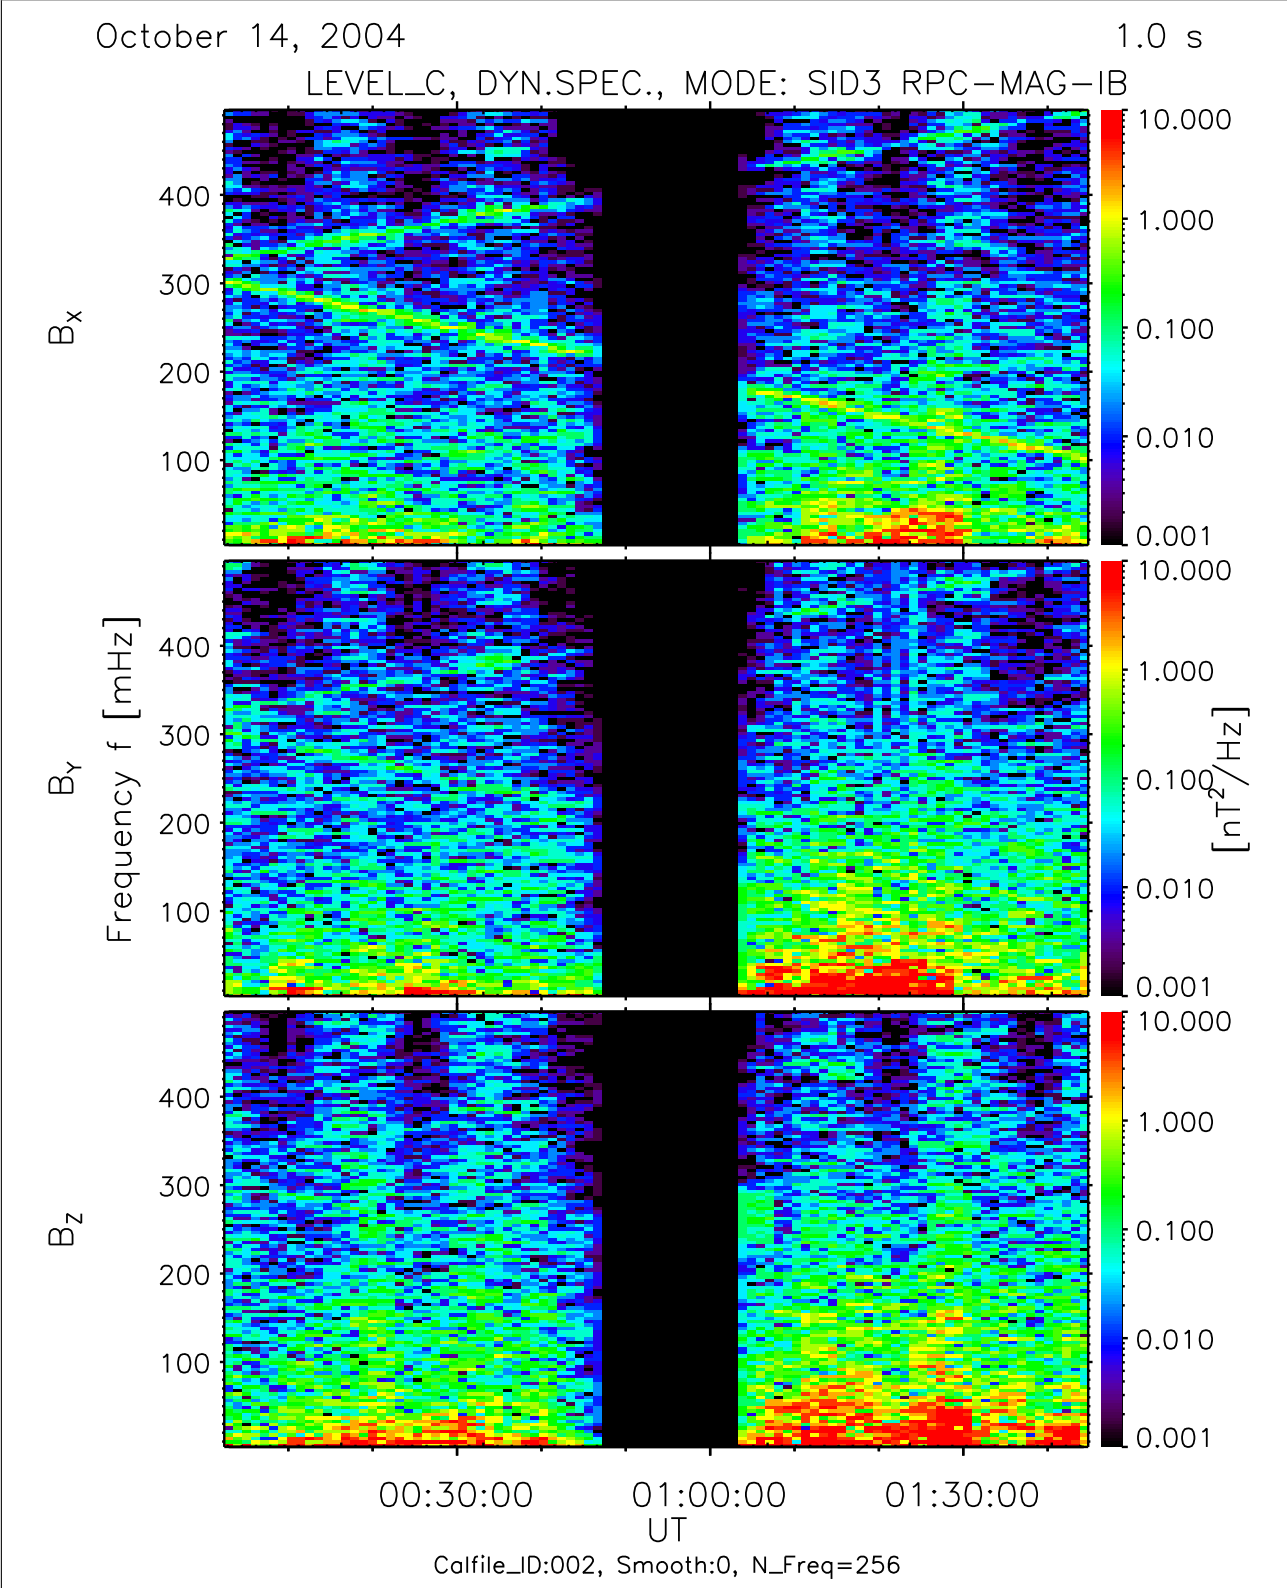 October 14, 2004 1.0 s
LEVEL_C, DYN.SPEC., MODE: SID3 RPC-MAG-IB
BX
400
300
200
100
10.000
1.000
0.100
0.010
0.001
BY
Frequency f [mHz]
400
300
200
100
10.000
1.000
0.100
0.010
0.001
[nT²/Hz]
BZ
400
300
200
100
10.000
1.000
0.100
0.010
0.001
00:30:00 01:00:00 01:30:00
UT
Calfile_ID:002, Smooth:0, N_Freq=256